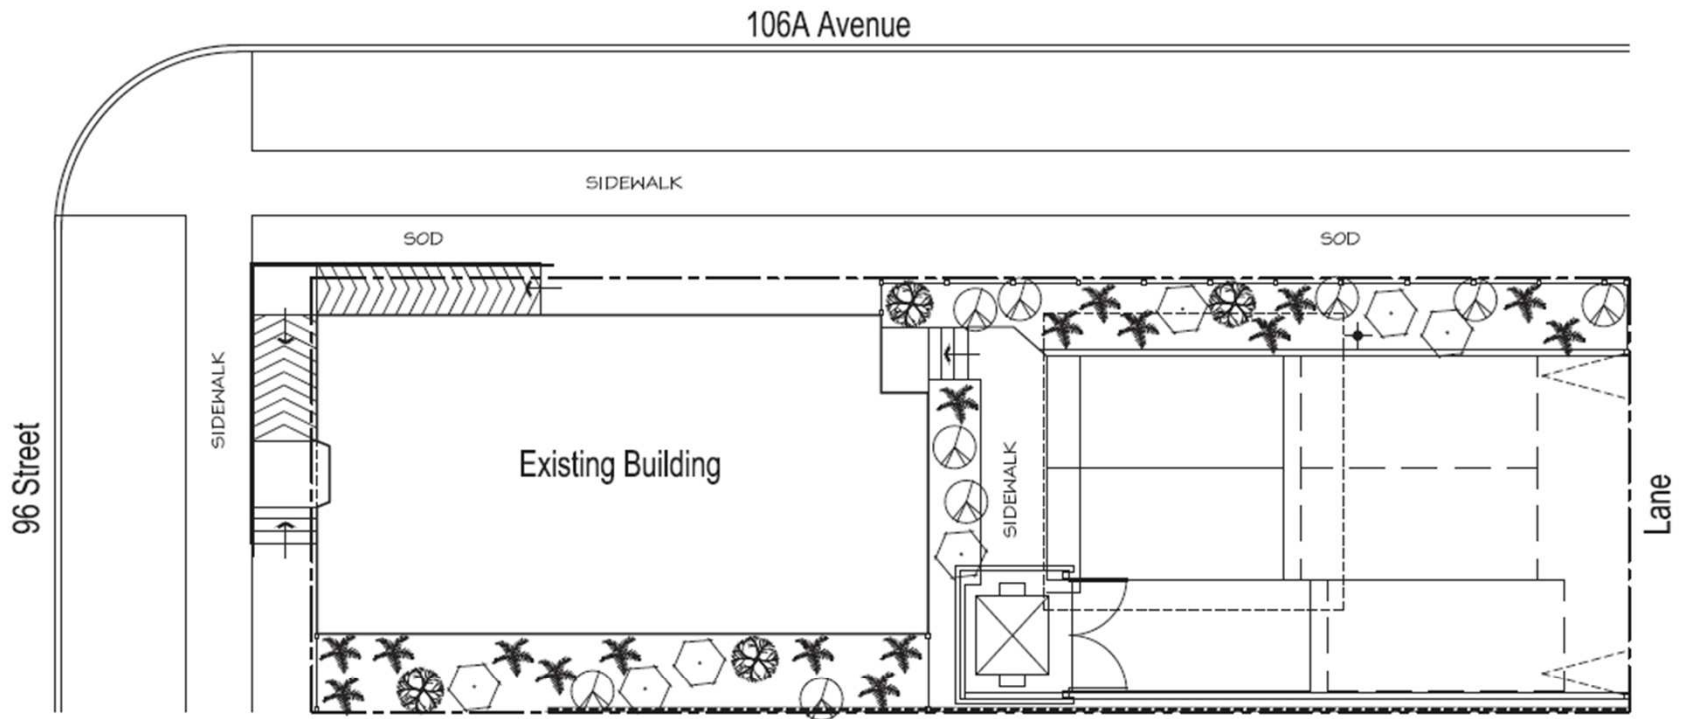 106A Avenue
SIDEWALK
SOD
SOD
SIDEWALK
Existing Building
SIDEWALK
96 Street
Lane